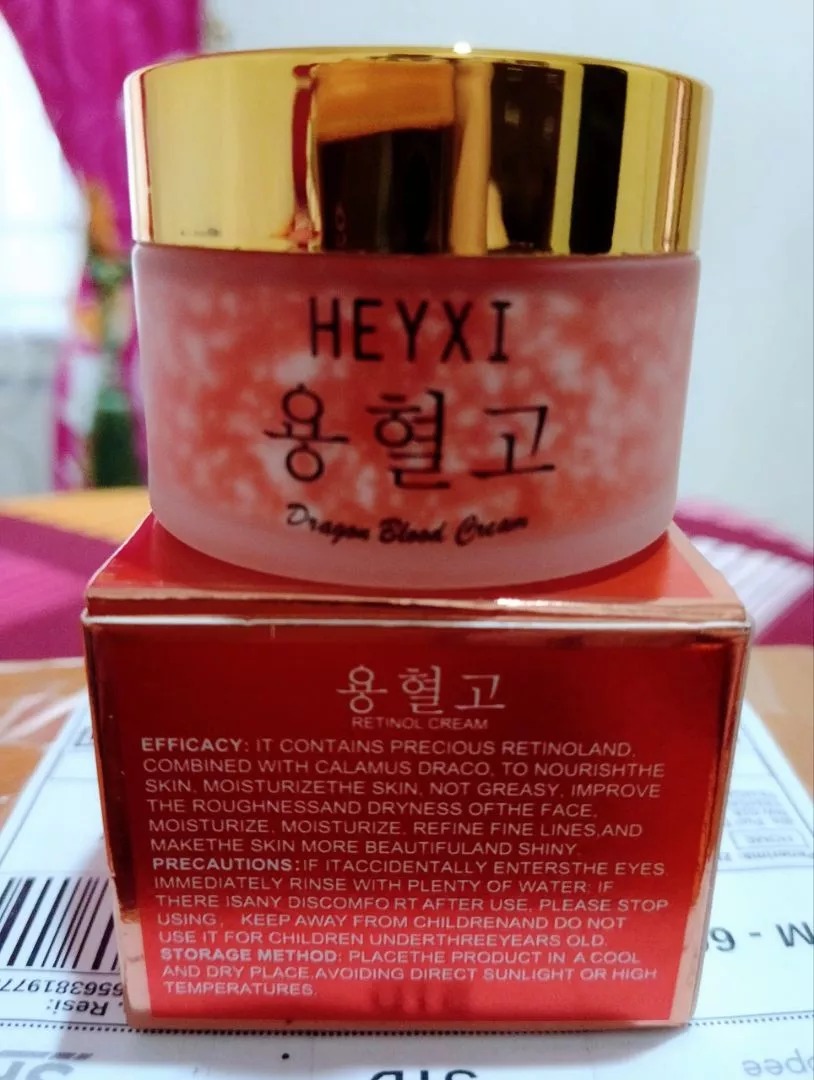 HEYXI
용혈고
Dragon Blood Cream
용혈고
RETINOL CREAM
EFFICACY: IT CONTAINS PRECIOUS RETINOLAND,
COMBINED WITH CALAMUS DRACO, TO NOURISHTHE
SKIN, MOISTURIZETHE SKIN, NOT GREASY, IMPROVE
THE ROUGHNESSAND DRYNESS OFTHE FACE,
MOISTURIZE, MOISTURIZE, REFINE FINE LINES,AND
MAKETHE SKIN MORE BEAUTIFULAND SHINY.
PRECAUTIONS:IF ITACCIDENTALLY ENTERSTHE EYES,
IMMEDIATELY RINSE WITH PLENTY OF WATER; IF
THERE ISANY DISCOMFO RT AFTER USE, PLEASE STOP
USING, KEEP AWAY FROM CHILDRENAND DO NOT
USE IT FOR CHILDREN UNDERTHREEYEARS OLD.
STORAGE METHOD: PLACETHE PRODUCT IN A COOL
AND DRY PLACE,AVOIDING DIRECT SUNLIGHT OR HIGH
TEMPERATURES.
Resi:
STD